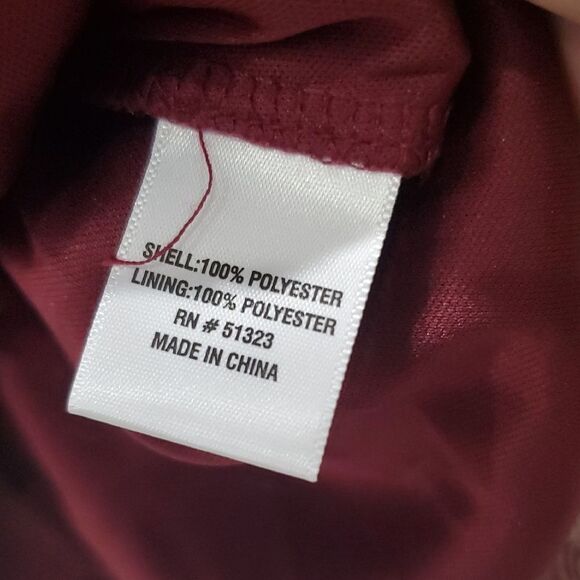 SHELL:100% POLYESTER
LINING:100% POLYESTER
RN # 51323
MADE IN CHINA